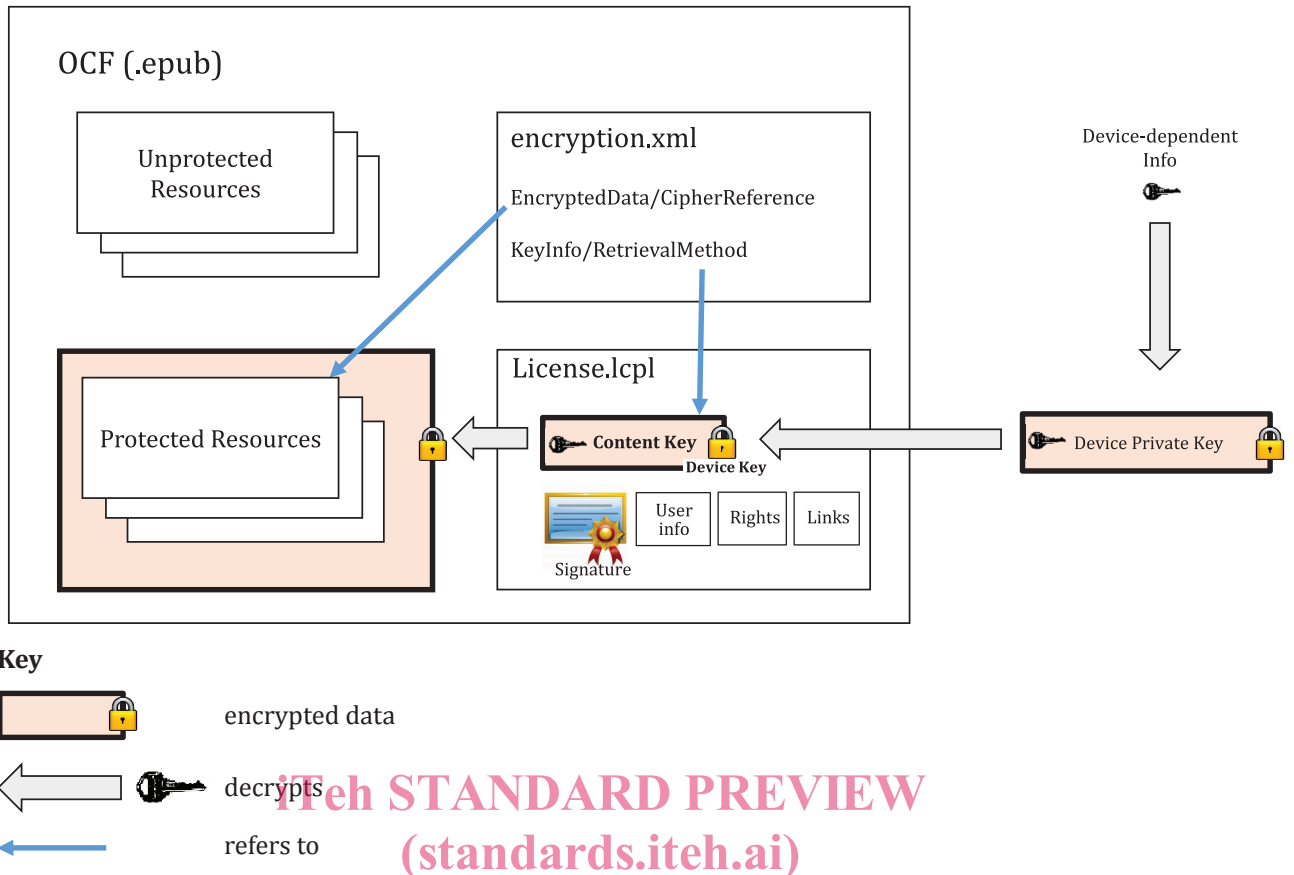 OCF (.epub)
Unprotected
Resources
encryption.xml
EncryptedData/CipherReference
KeyInfo/RetrievalMethod
Device-dependent
Info
Protected Resources
License.lcpl
Content Key
Device Key
Device Private Key
Signature
User
info
Rights
Links
Key
encrypted data
decrypts
refers to
iTeh STANDARD PREVIEW
(standards.iteh.ai)